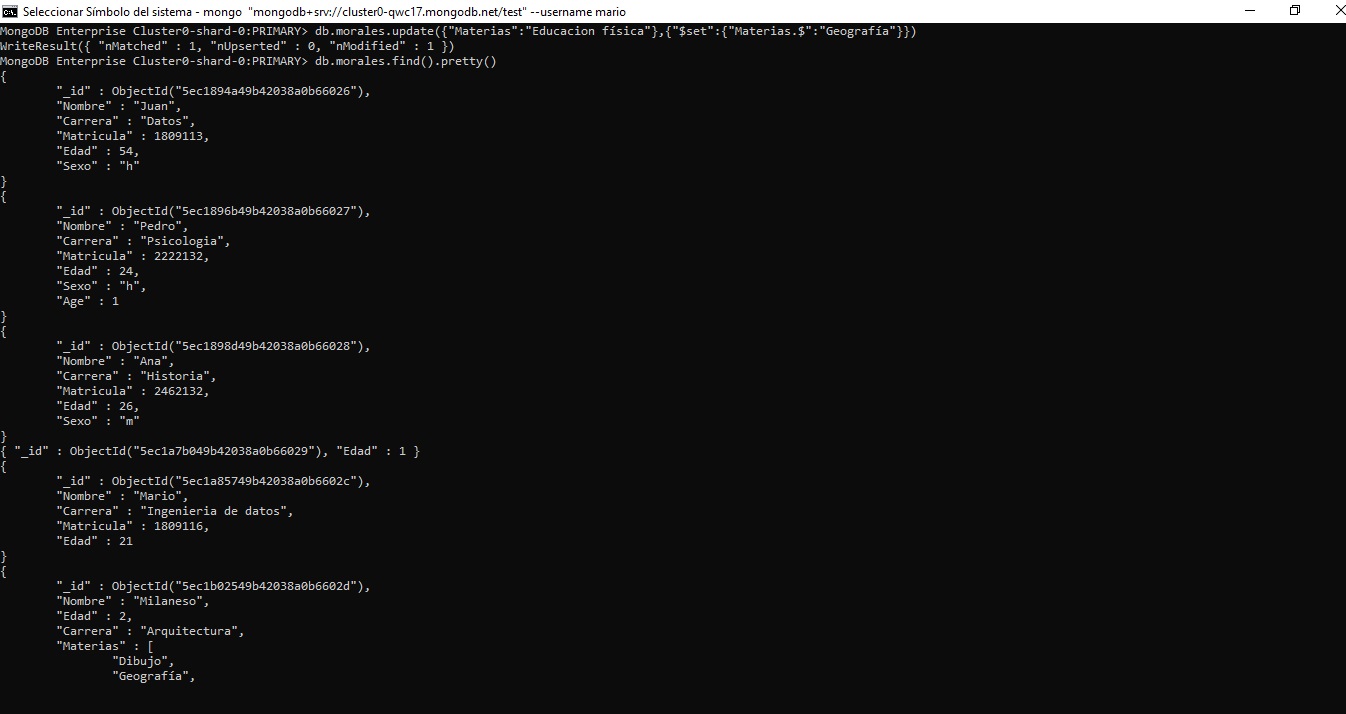 Seleccionar Símbolo del sistema - mongo "mongodb+srv://cluster0-qwc17.mongodb.net/test" --username mario
MongoDB Enterprise Cluster0-shard-0:PRIMARY> db.morales.update({"Materias":"Educacion física"},{"$set":{"Materias.$":"Geografía"}})
WriteResult({ "nMatched" : 1, "nUpserted" : 0, "nModified" : 1 })
MongoDB Enterprise Cluster0-shard-0:PRIMARY> db.morales.find().pretty()
{
        "_id" : ObjectId("5ec1894a49b42038a0b66026"),
        "Nombre" : "Juan",
        "Carrera" : "Datos",
        "Matricula" : 1809113,
        "Edad" : 54,
        "Sexo" : "h"
}
{
        "_id" : ObjectId("5ec1896b49b42038a0b66027"),
        "Nombre" : "Pedro",
        "Carrera" : "Psicologia",
        "Matricula" : 2222132,
        "Edad" : 24,
        "Sexo" : "h",
        "Age" : 1
}
{
        "_id" : ObjectId("5ec1898d49b42038a0b66028"),
        "Nombre" : "Ana",
        "Carrera" : "Historia",
        "Matricula" : 2462132,
        "Edad" : 26,
        "Sexo" : "m"
}
{ "_id" : ObjectId("5ec1a7b049b42038a0b66029"), "Edad" : 1 }
{
        "_id" : ObjectId("5ec1a85749b42038a0b6602c"),
        "Nombre" : "Mario",
        "Carrera" : "Ingenieria de datos",
        "Matricula" : 1809116,
        "Edad" : 21
}
{
        "_id" : ObjectId("5ec1b02549b42038a0b6602d"),
        "Nombre" : "Milaneso",
        "Edad" : 2,
        "Carrera" : "Arquitectura",
        "Materias" : [
                "Dibujo",
                "Geografía",